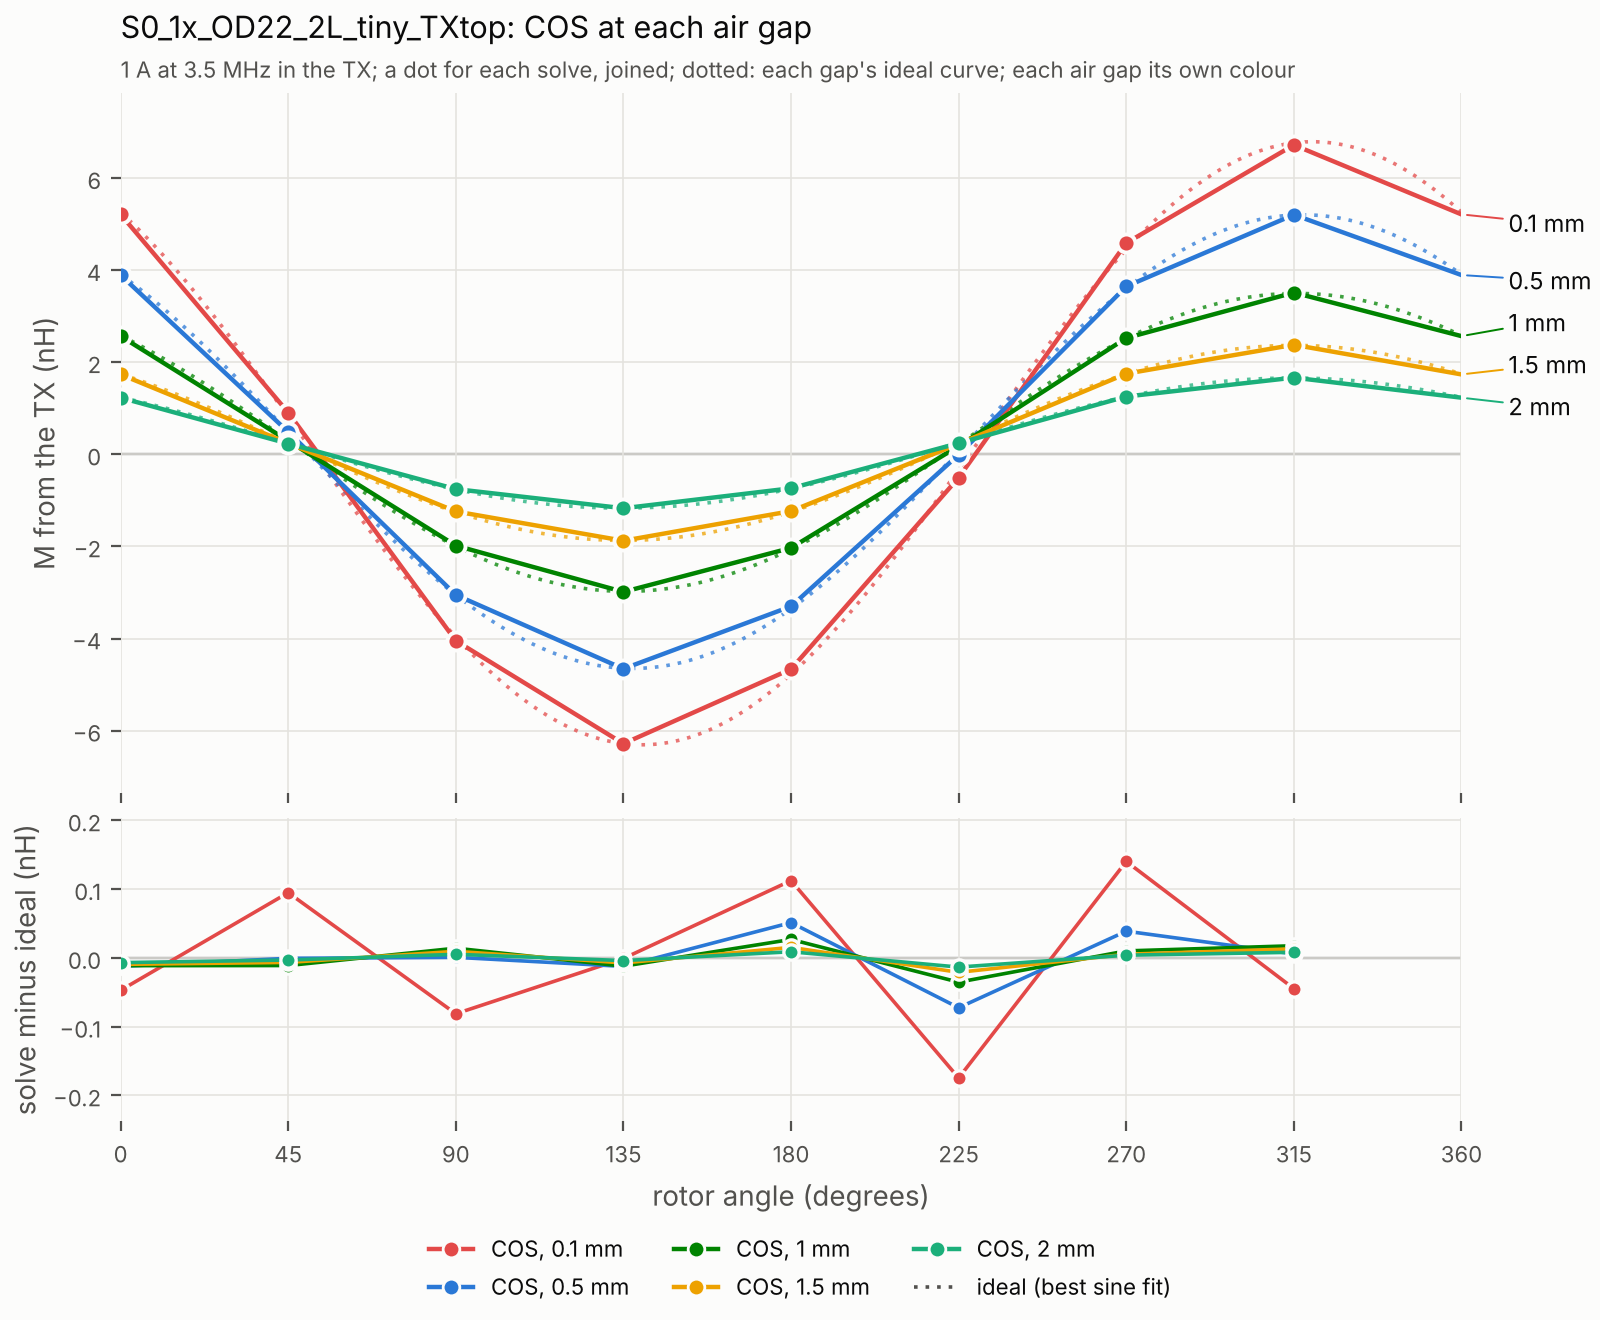 S0_1x_OD22_2L_tiny_TXtop: COS at each air gap
1 A at 3.5 MHz in the TX; a dot for each solve, joined; dotted: each gap's ideal curve; each air gap its own colour
M from the TX (nH)
6
4
2
0
−2
−4
−6
0.1 mm
0.5 mm
1 mm
1.5 mm
2 mm
solve minus ideal (nH)
0.2
0.1
0.0
−0.1
−0.2
0 45 90 135 180 225 270 315 360
rotor angle (degrees)
COS, 0.1 mm COS, 1 mm COS, 2 mm
COS, 0.5 mm COS, 1.5 mm ideal (best sine fit)